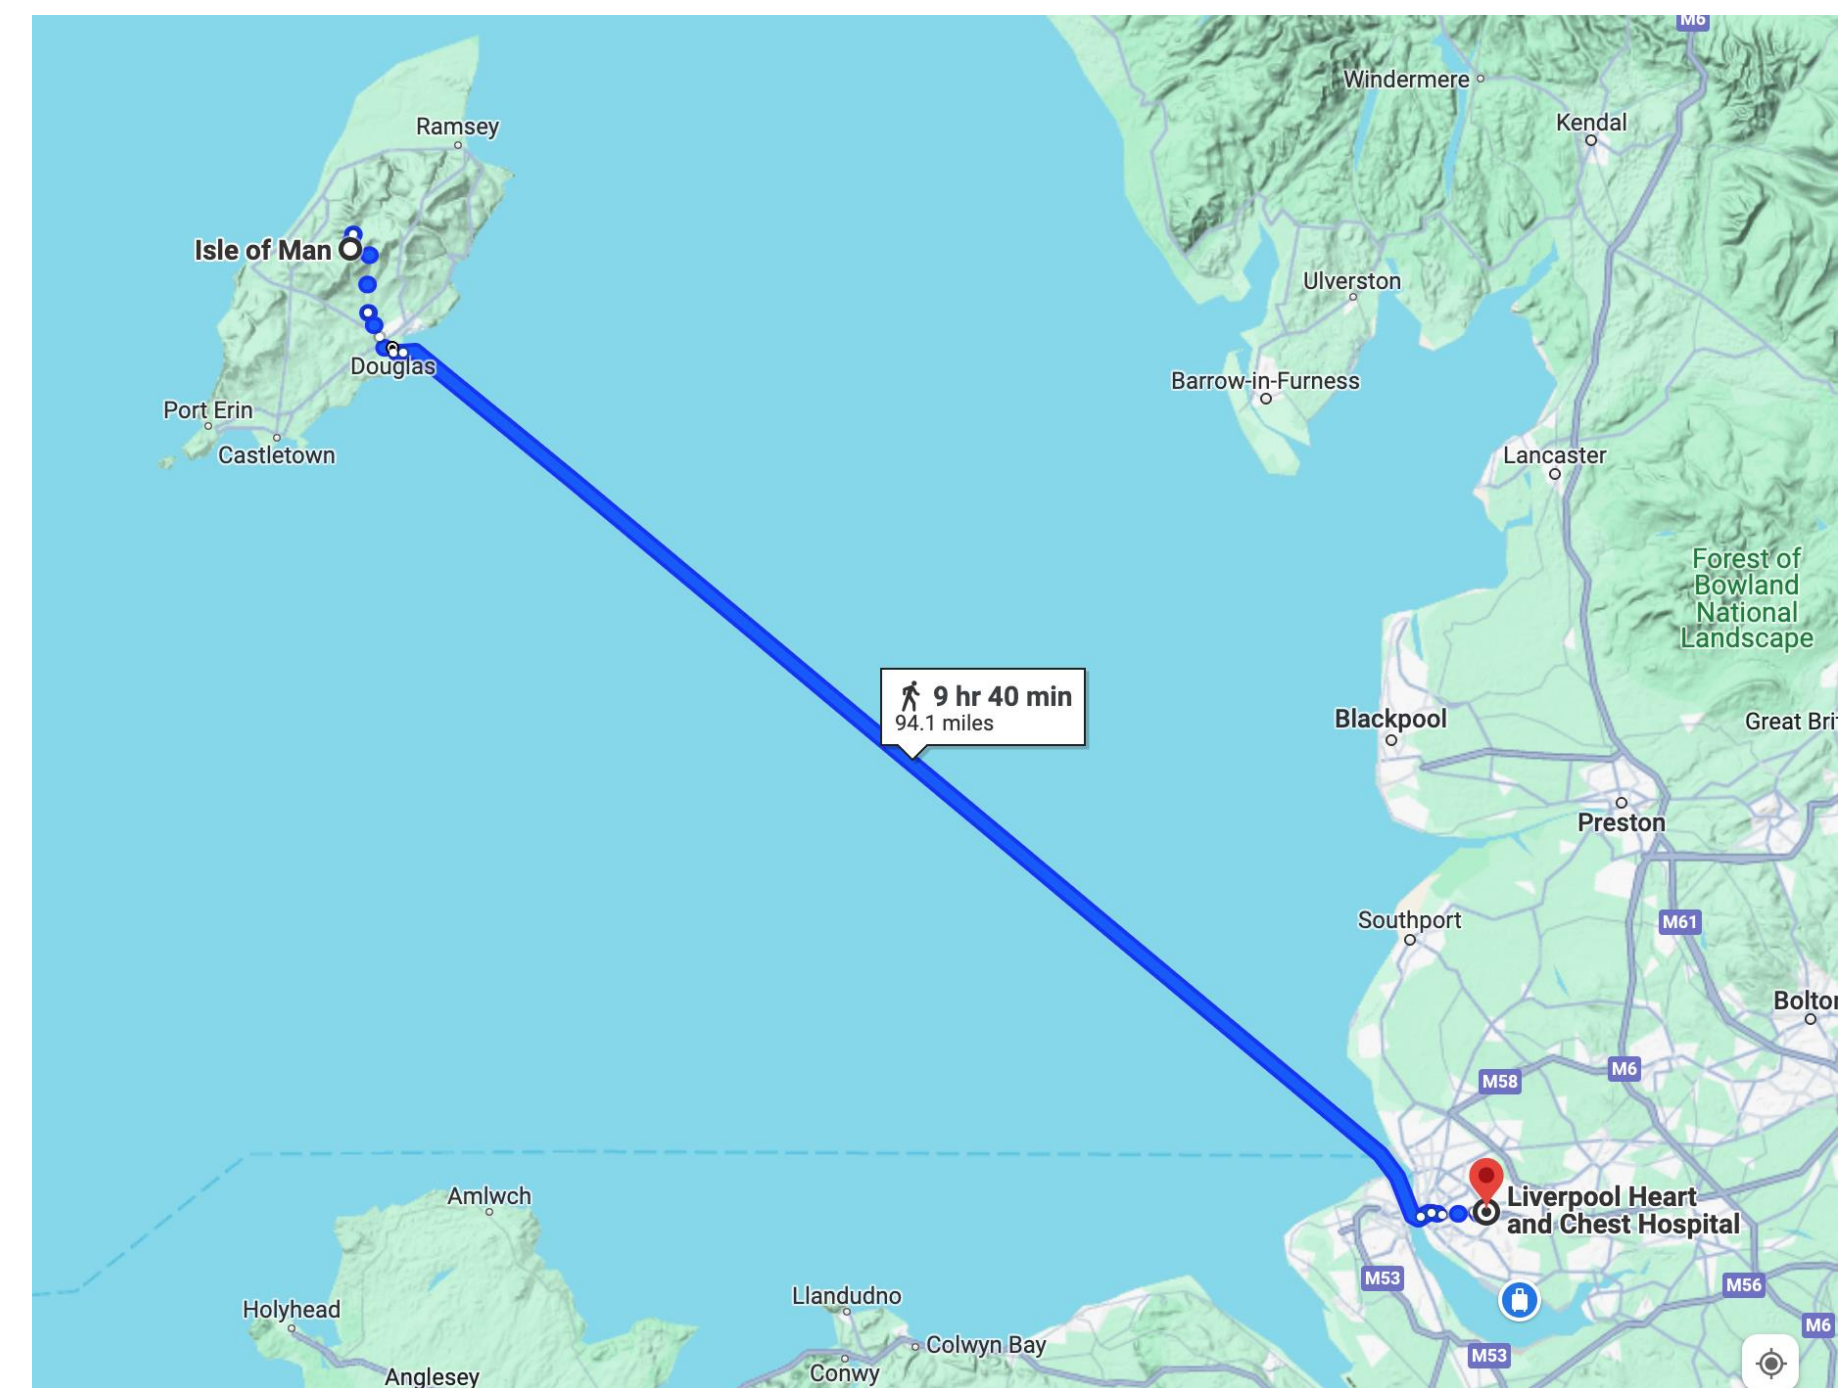 M6
Windermere
Kendal
Ramsey
Isle of Man
Ulverston
Douglas
Barrow-in-Furness
Port Erin
Castletown
Lancaster
Forest of
Bowland
National
Landscape
9 hr 40 min
94.1 miles
Blackpool
Great Bri
Preston
Southport
M61
Bolto
M6
M58
Amlwch
Liverpool Heart
and Chest Hospital
M53
M56
Holyhead
Llandudno
M6
Colwyn Bay
M53
Conwy
Anglesey